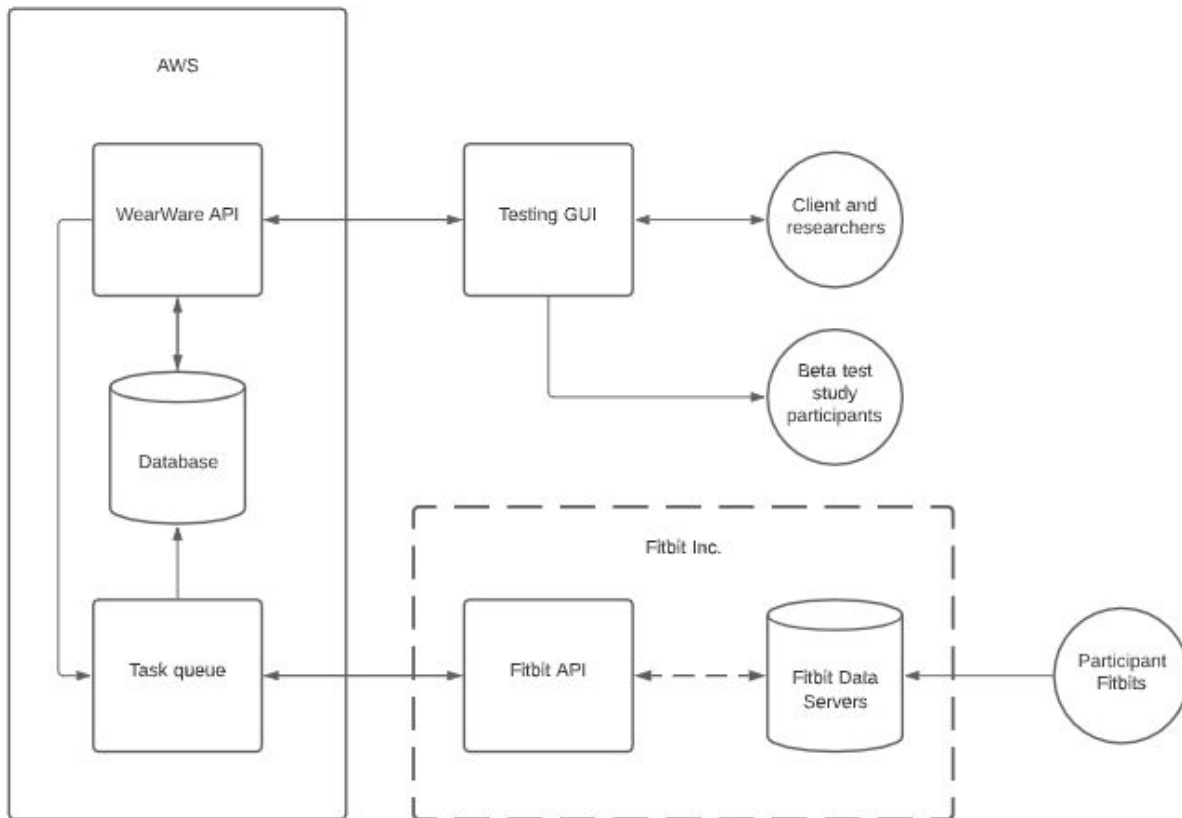 AWS
WearWare API
Testing GUI
Client and
researchers
Beta test
study
participants
Database
Fitbit Inc.
Task queue
Fitbit API
Fitbit Data
Servers
Participant
Fitbits